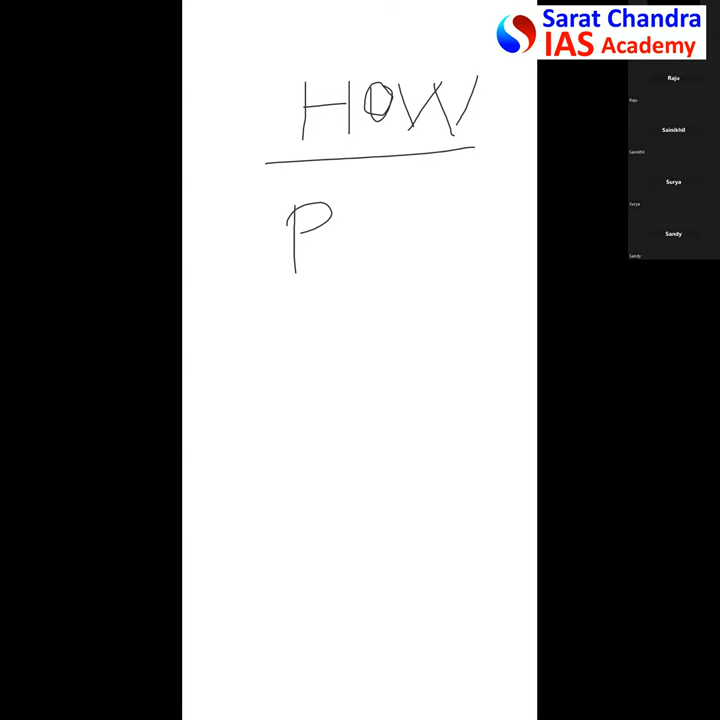 Sarat Chandra
IAS Academy
HOW
P
Raju
Raju
Sainikhil
Sainikhil
Surya
Surya
Sandy
Sandy